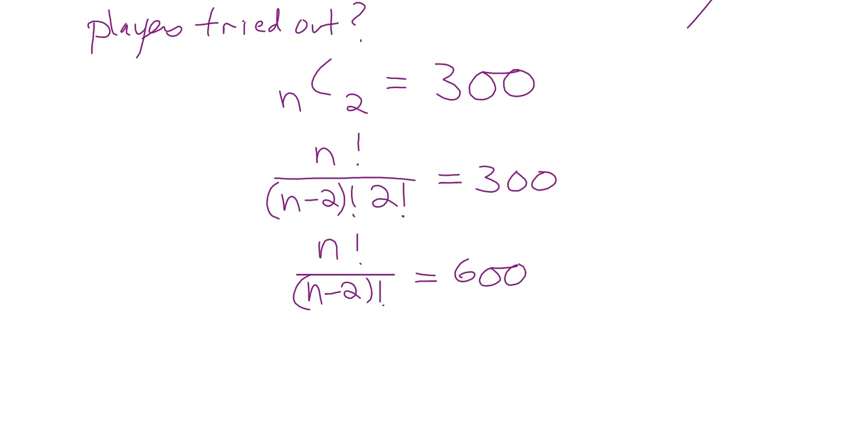 players tried out?
nC2 = 300
n!
(n-2)! 2! = 300
n!
(n-2)! = 600